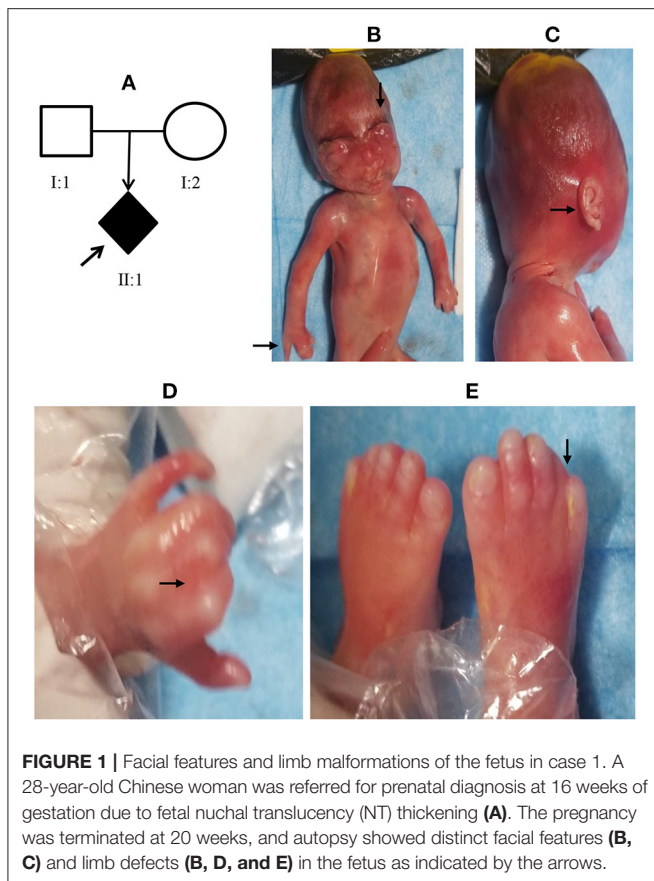 A
B
C
I:1
I:2
II:1
D
E
FIGURE 1 | Facial features and limb malformations of the fetus in case 1. A
28-year-old Chinese woman was referred for prenatal diagnosis at 16 weeks of
gestation due to fetal nuchal translucency (NT) thickening (A). The pregnancy
was terminated at 20 weeks, and autopsy showed distinct facial features (B,
C) and limb defects (B, D, and E) in the fetus as indicated by the arrows.